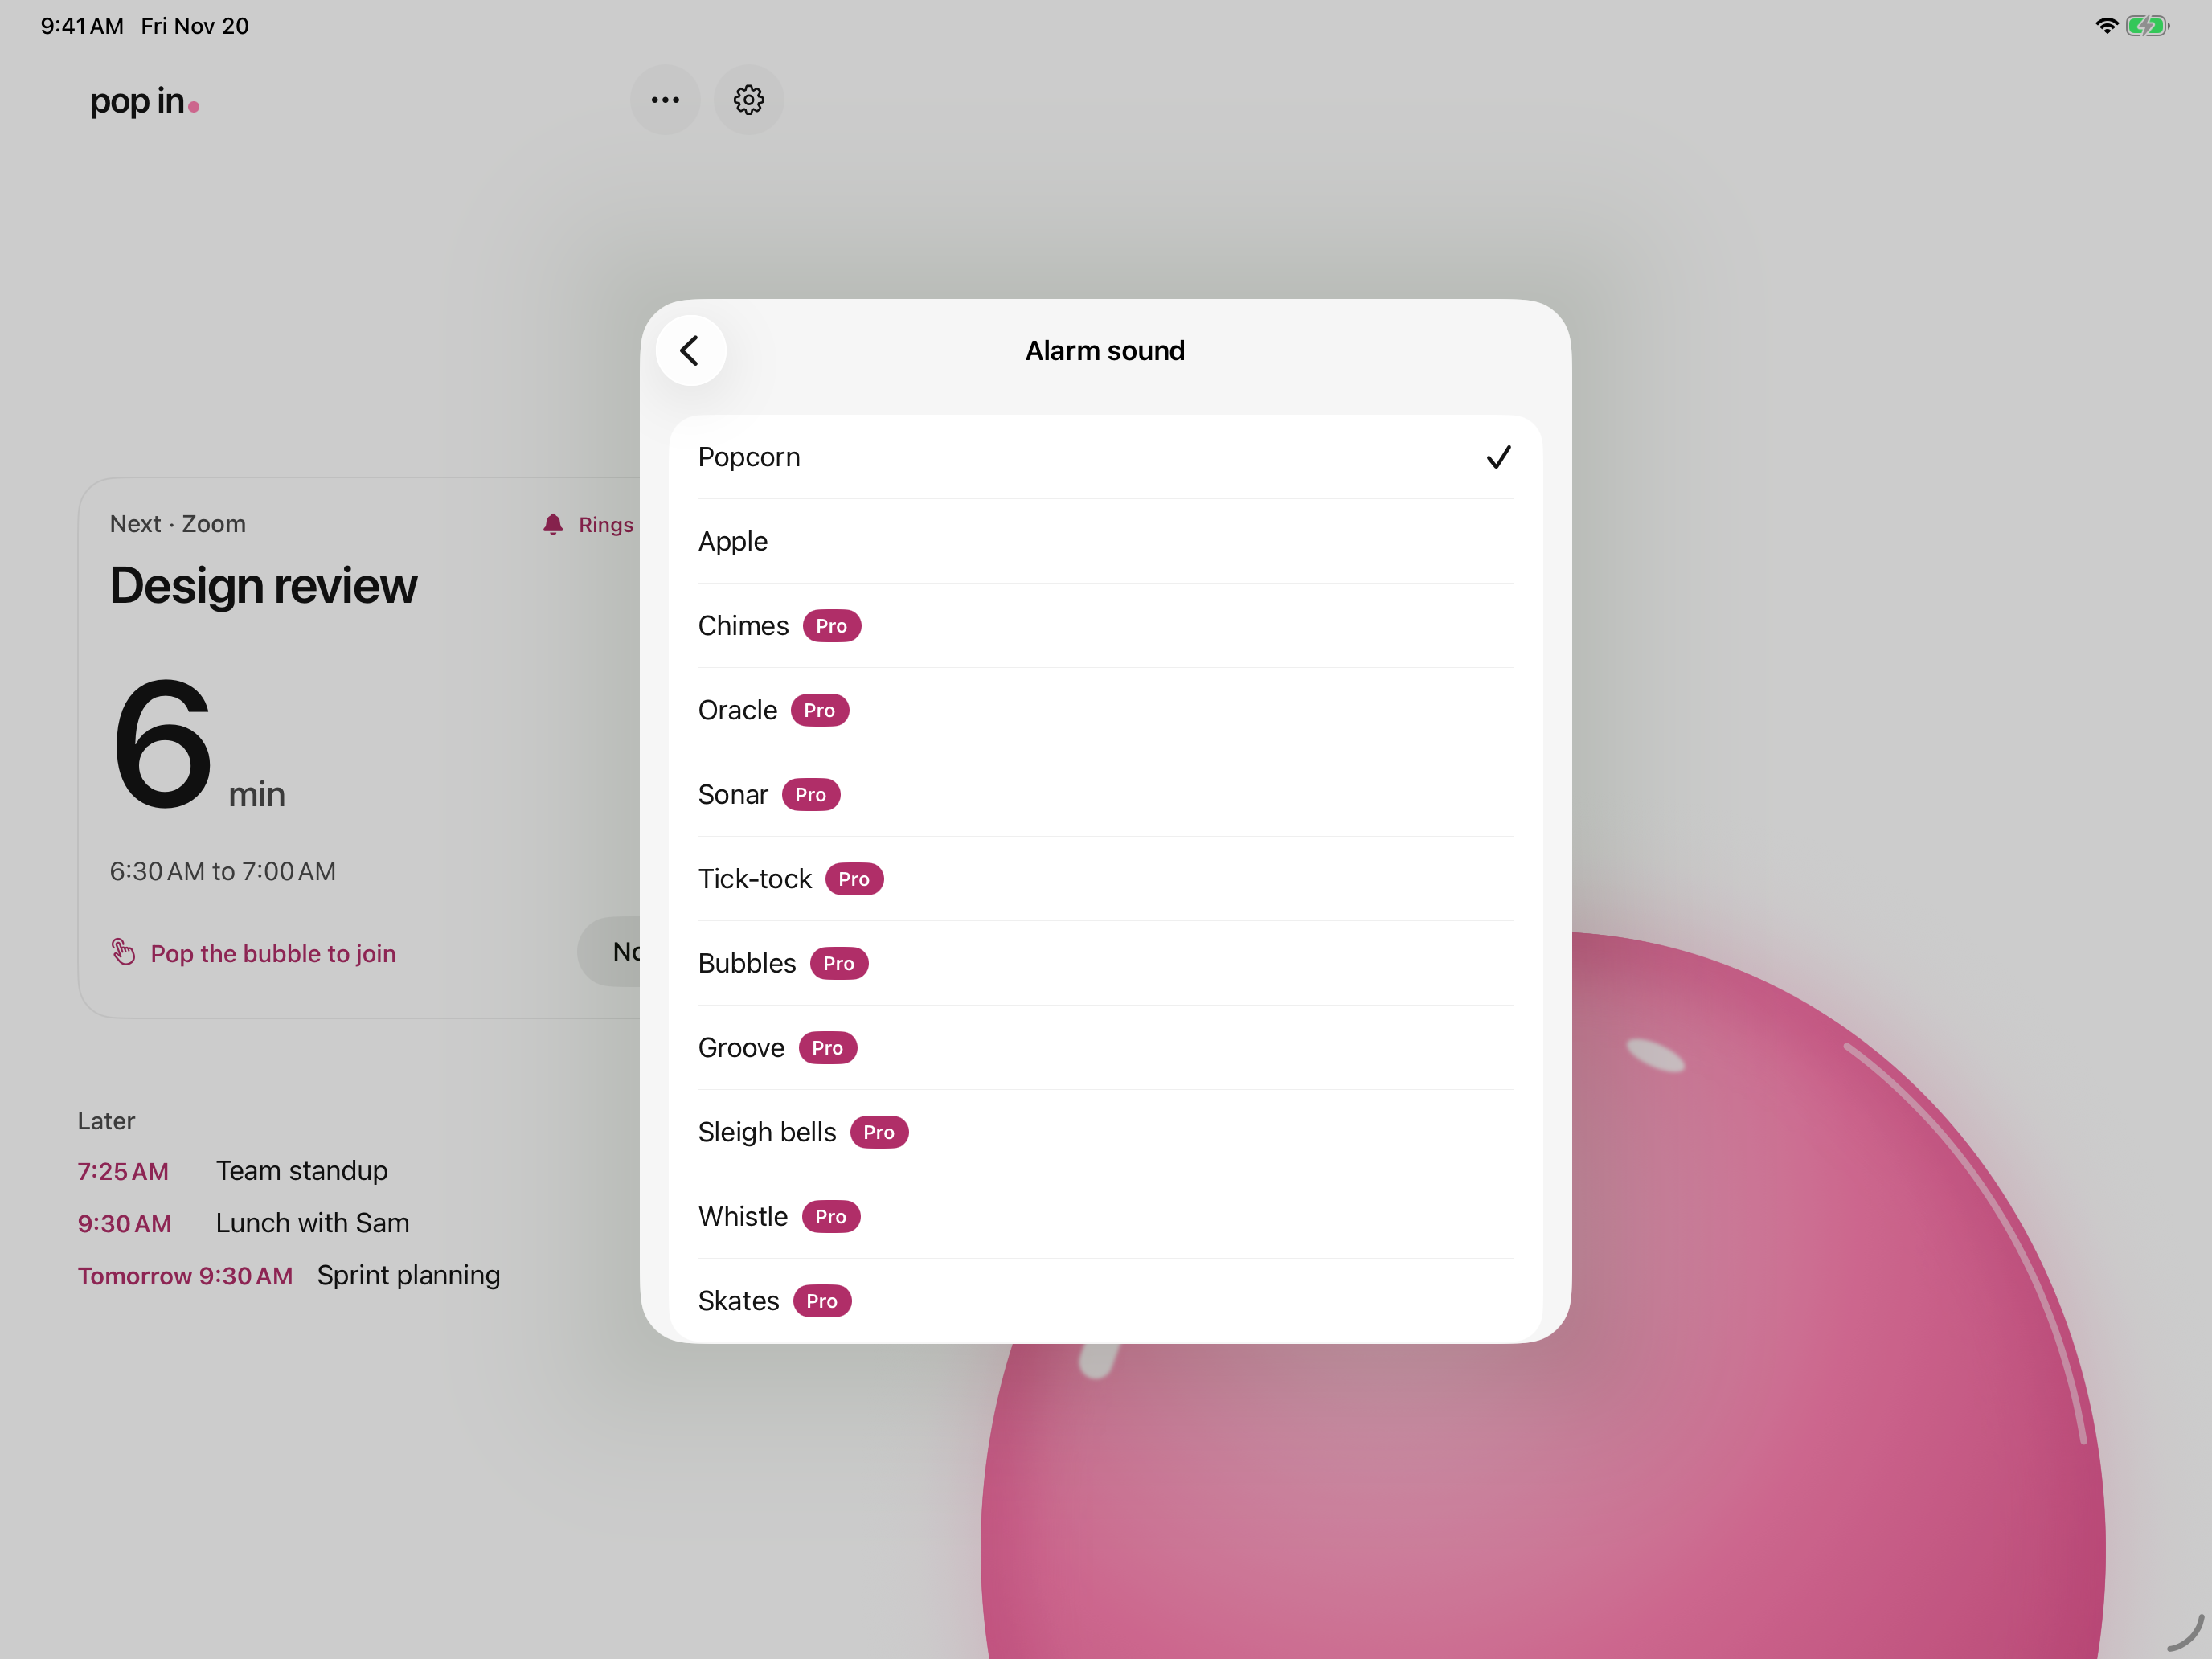 9:41 AM Fri Nov 20
pop in
Alarm sound
Popcorn
Apple
Chimes Pro
Oracle Pro
Sonar Pro
Tick-tock Pro
Bubbles Pro
Groove Pro
Sleigh bells Pro
Whistle Pro
Skates Pro
Next · Zoom
Rings
Design review
6 min
6:30 AM to 7:00 AM
Pop the bubble to join
Later
7:25 AM Team standup
9:30 AM Lunch with Sam
Tomorrow 9:30 AM Sprint planning